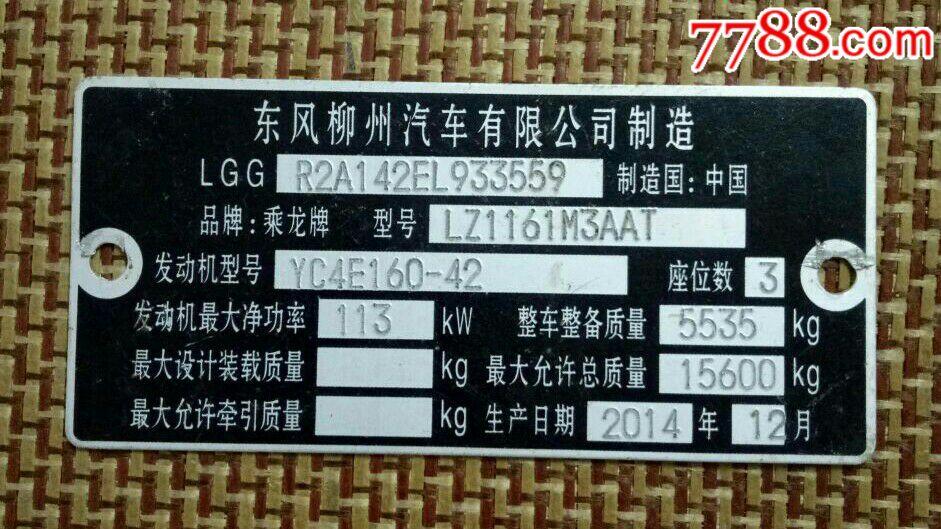 7788.com
东风柳州汽车有限公司制造
LGG R2A142EL933559 制造国:中国
品牌:乘龙牌 型号 LZ1161M3AAT
发动机型号 YC4E160-42 座位数 3
发动机最大净功率 113 kW 整车整备质量 5535 kg
最大设计装载质量 kg 最大允许总质量 15600 kg
最大允许牵引质量 kg 生产日期 2014 年 12 月